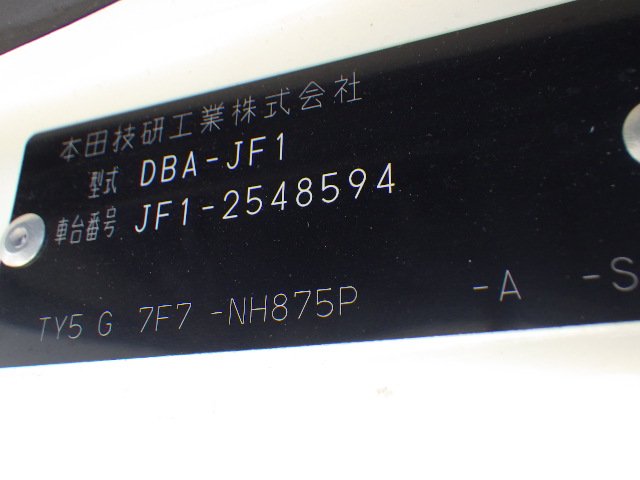 本田技研工業株式会社
型式 DBA-JF1
車台番号 JF1-2548594
TY5 G 7F7 -NH875P -A -S